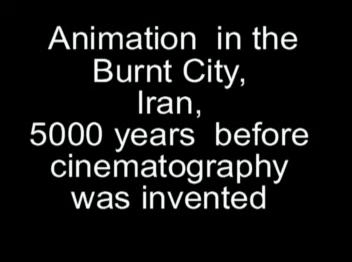 Animation in the
Burnt City,
Iran,
5000 years before
cinematography
was invented